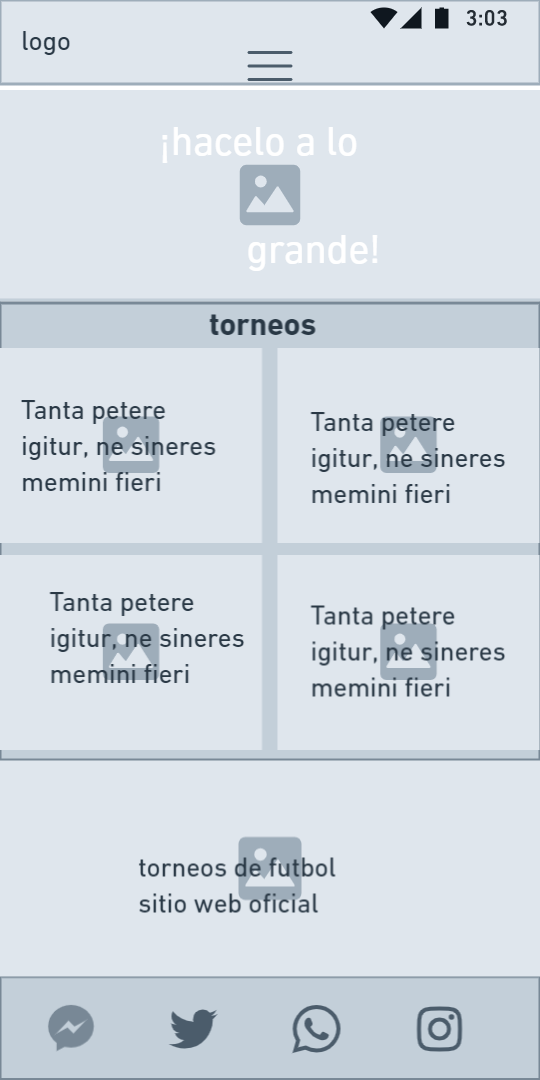 3:03
logo
¡hacelo a lo
grande!
torneos
Tanta petere
igitur, ne sineres
memini fieri
Tanta petere
igitur, ne sineres
memini fieri
Tanta petere
igitur, ne sineres
memini fieri
Tanta petere
igitur, ne sineres
memini fieri
torneos de futbol
sitio web oficial